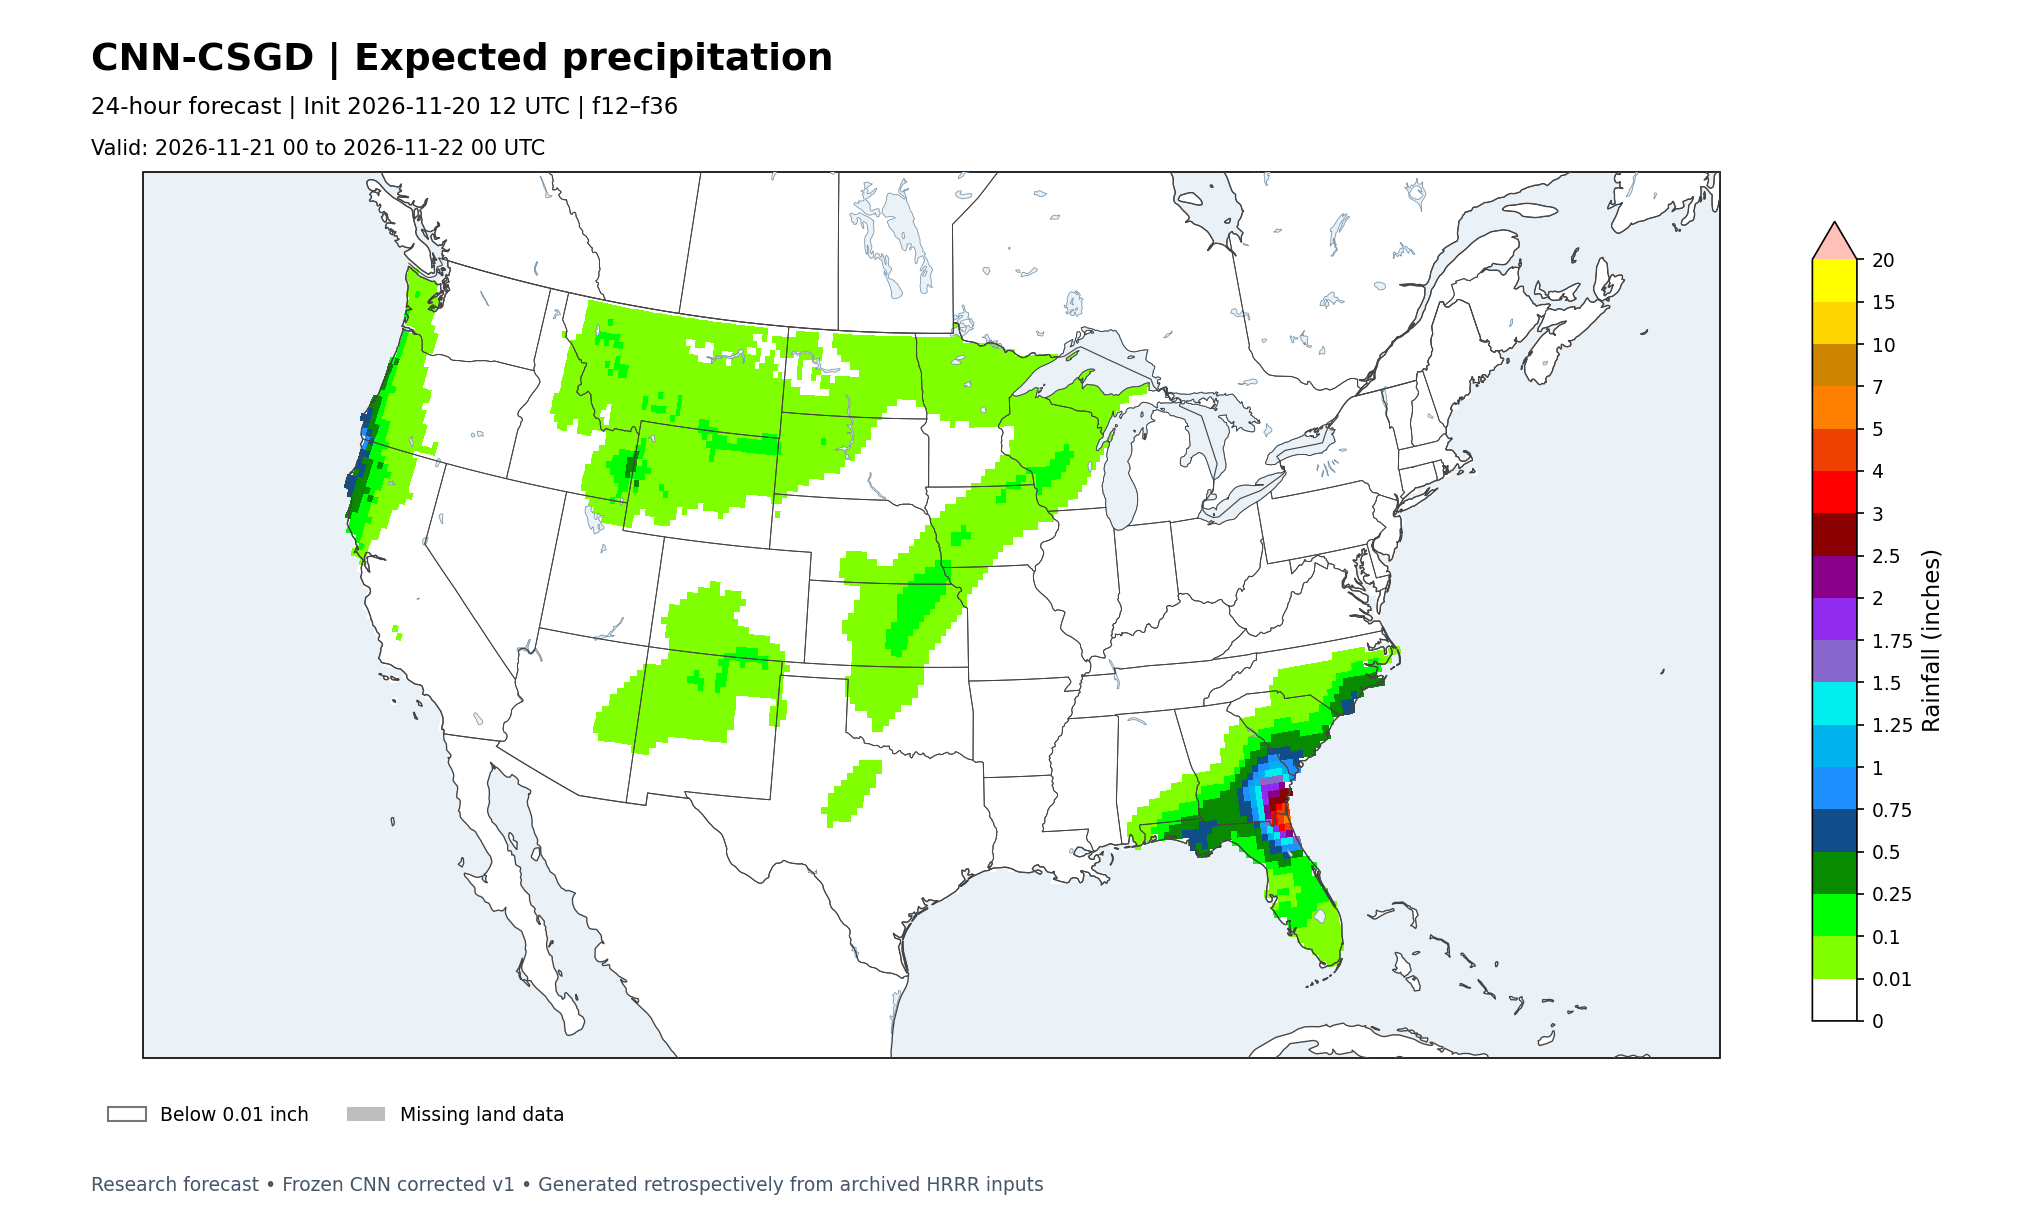 CNN-CSGD | Expected precipitation
24-hour forecast | Init 2026-11-20 12 UTC | f12–f36
Valid: 2026-11-21 00 to 2026-11-22 00 UTC
20
15
10
7
5
4
3
2.5
2
1.75
1.5
1.25
1
0.75
0.5
0.25
0.1
0.01
0
Rainfall (inches)
Below 0.01 inch
Missing land data
Research forecast • Frozen CNN corrected v1 • Generated retrospectively from archived HRRR inputs